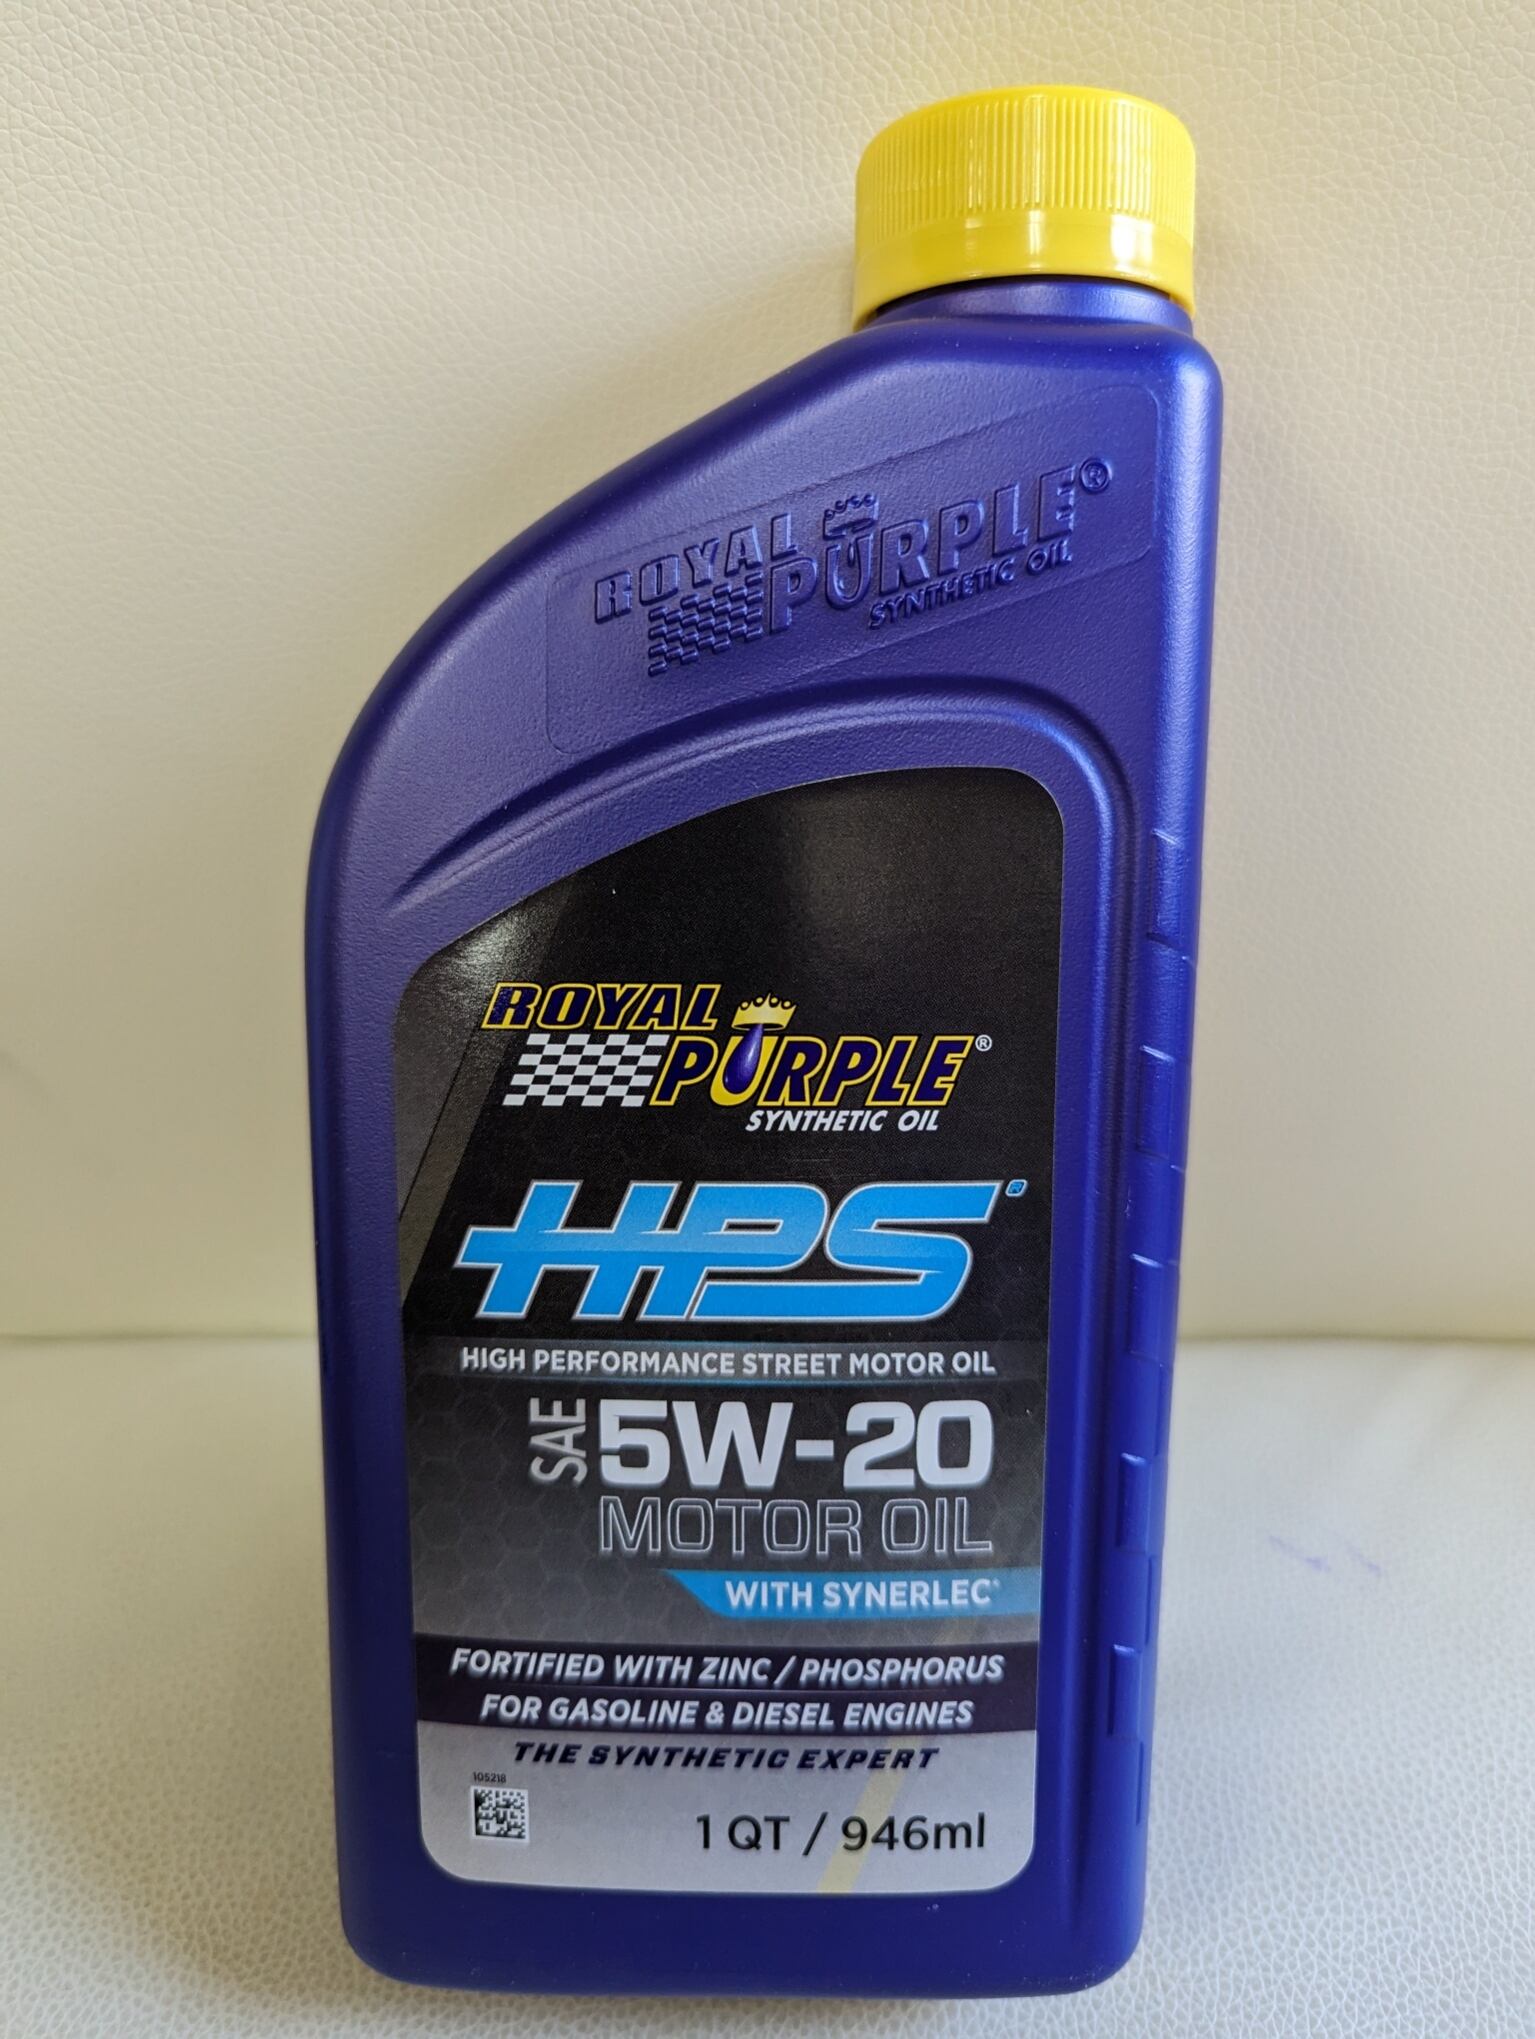 ROYAL
PURPLE®
SYNTHETIC OIL
ROYAL
PURPLE®
SYNTHETIC OIL
HPS®
HIGH PERFORMANCE STREET MOTOR OIL
SAE 5W-20
MOTOR OIL
WITH SYNERLEC®
FORTIFIED WITH ZINC / PHOSPHORUS
FOR GASOLINE & DIESEL ENGINES
THE SYNTHETIC EXPERT
105218
1 QT / 946ml